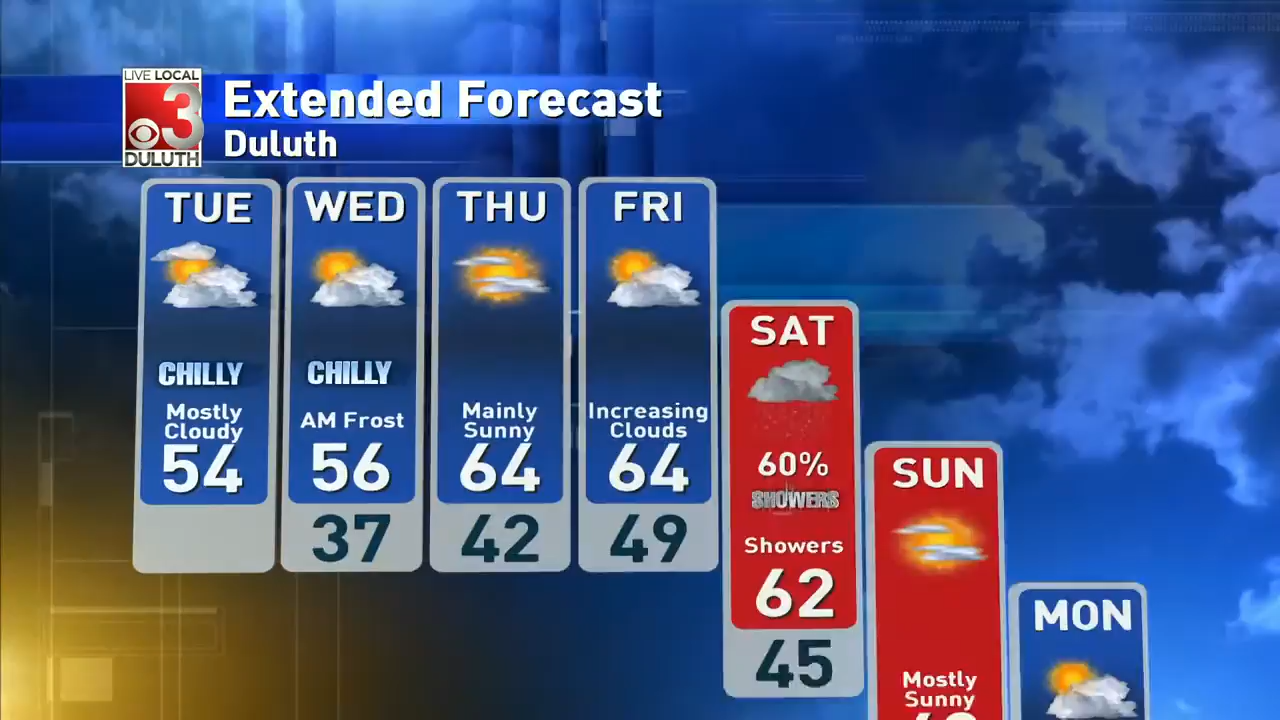 LIVE LOCAL
3
DULUTH
Extended Forecast
Duluth
TUE
CHILLY
Mostly
Cloudy
54
WED
CHILLY
AM Frost
56
37
THU
Mainly
Sunny
64
42
FRI
Increasing
Clouds
64
49
SAT
60%
SHOWERS
Showers
62
45
SUN
Mostly
Sunny
MON